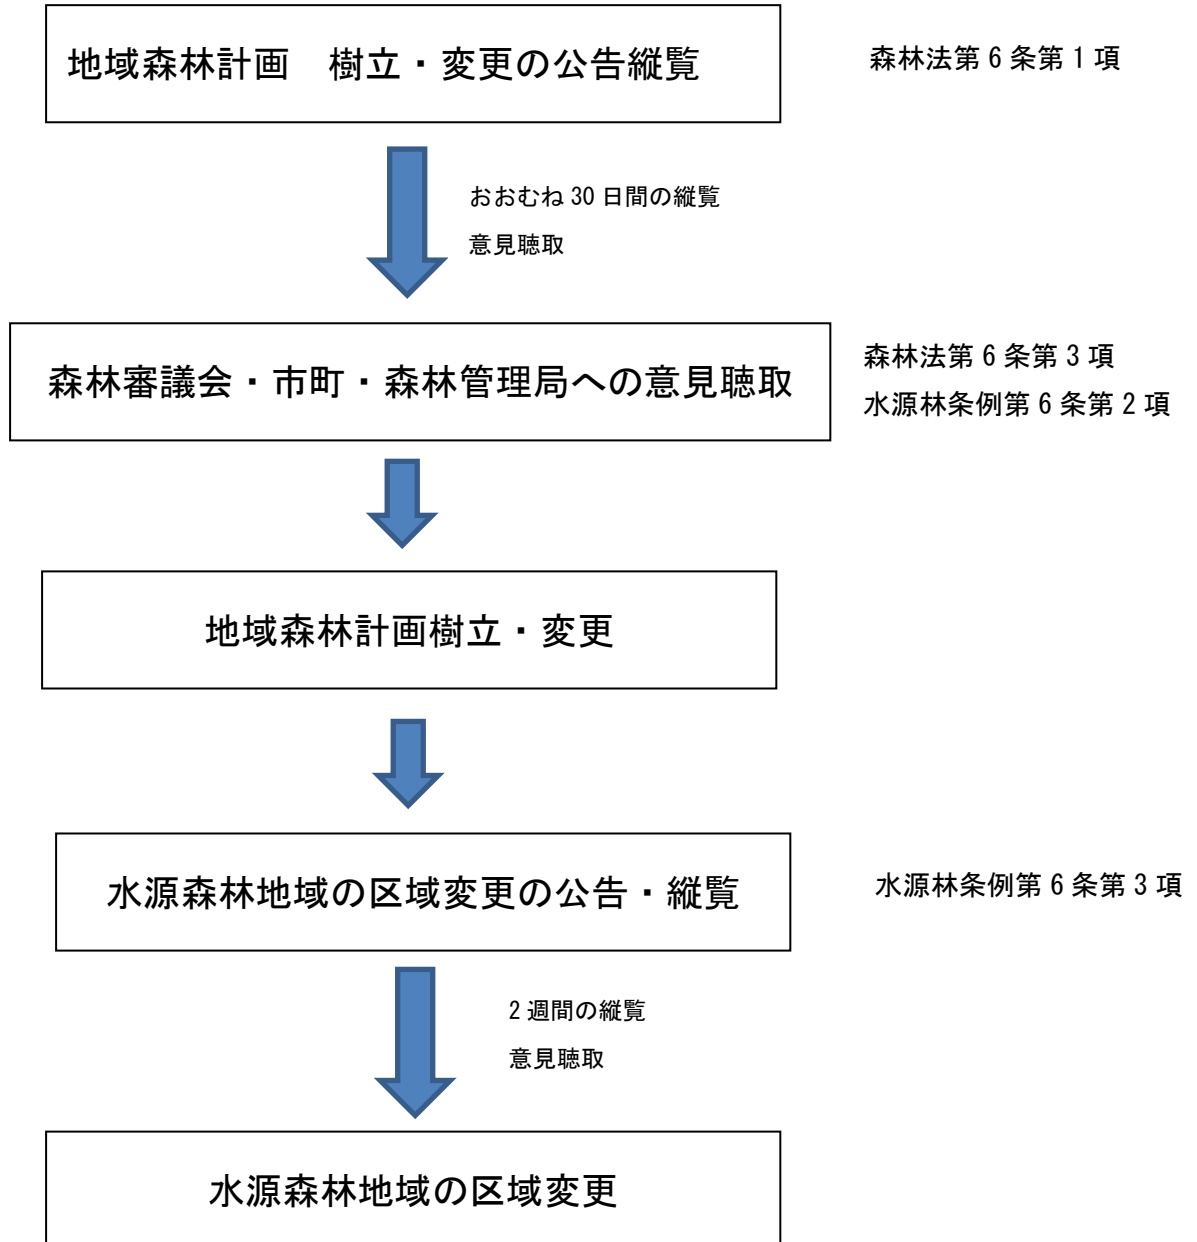 地域森林計画　樹立・変更の公告縦覧
森林法第6条第1項
おおむね30日間の縦覧
意見聴取
森林審議会・市町・森林管理局への意見聴取
森林法第6条第3項
水源林条例第6条第2項
地域森林計画樹立・変更
水源森林地域の区域変更の公告・縦覧
水源林条例第6条第3項
2週間の縦覧
意見聴取
水源森林地域の区域変更